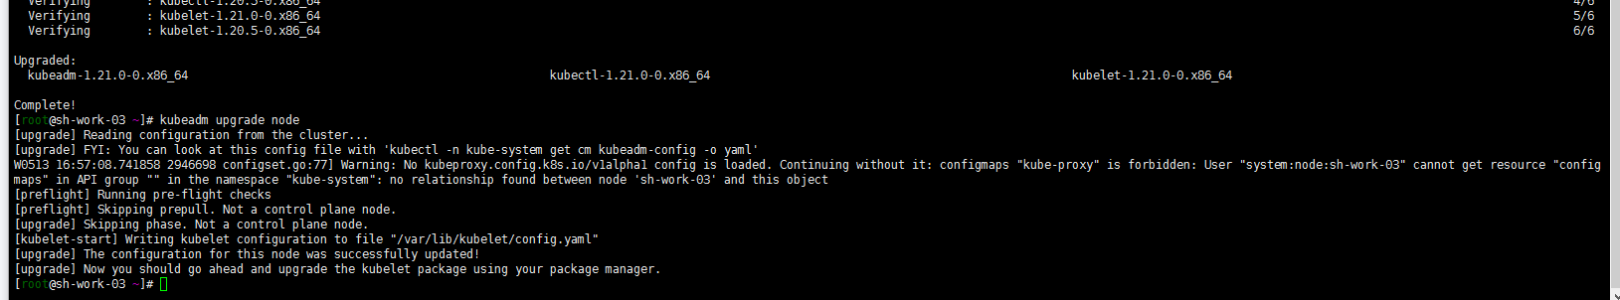 Verifying        : kubectl-1.20.5-0.x86_64                                    4/6
Verifying        : kubelet-1.21.0-0.x86_64                                    5/6
Verifying        : kubelet-1.20.5-0.x86_64                                    6/6
Upgraded:
kubeadm-1.21.0-0.x86_64                    kubectl-1.21.0-0.x86_64                    kubelet-1.21.0-0.x86_64
Complete!
[root@sh-work-03 ~]# kubeadm upgrade node
[upgrade] Reading configuration from the cluster...
[upgrade] FYI: You can look at this config file with 'kubectl -n kube-system get cm kubeadm-config -o yaml'
W0513 16:57:08.741858 2946698 configset.go:77] Warning: No kubeproxy.config.k8s.io/v1alpha1 config is loaded. Continuing without it: configmaps "kube-proxy" is forbidden: User "system:node:sh-work-03" cannot get resource "config
maps" in API group "" in the namespace "kube-system": no relationship found between node 'sh-work-03' and this object
[preflight] Running pre-flight checks
[preflight] Skipping prepull. Not a control plane node.
[upgrade] Skipping phase. Not a control plane node.
[kubelet-start] Writing kubelet configuration to file "/var/lib/kubelet/config.yaml"
[upgrade] The configuration for this node was successfully updated!
[upgrade] Now you should go ahead and upgrade the kubelet package using your package manager.
[root@sh-work-03 ~]#